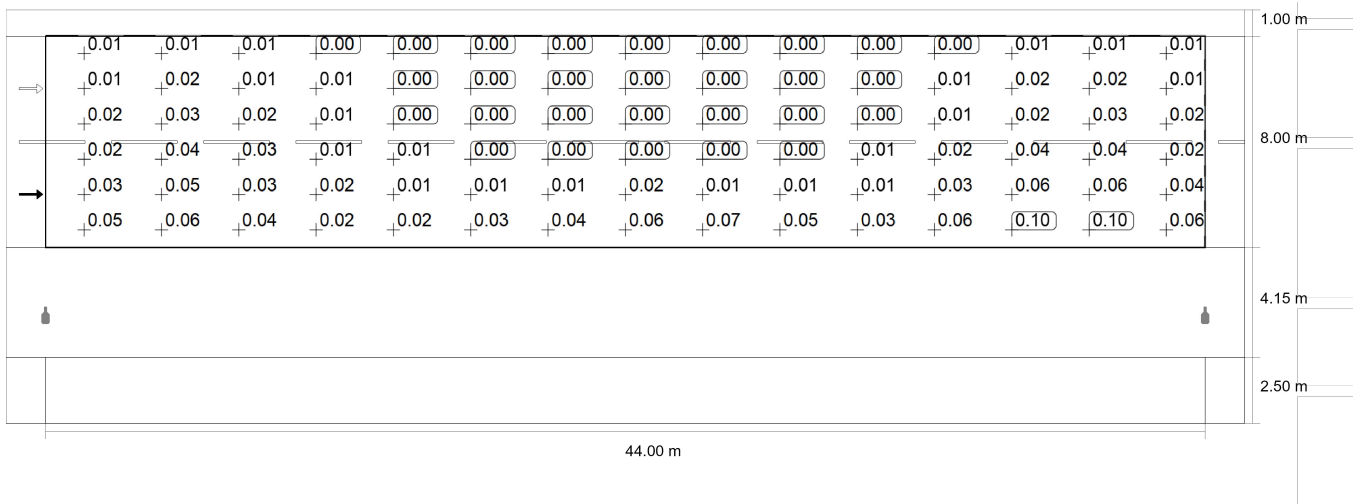 1.00 m
0.01 0.01 0.01 0.00 0.00 0.00 0.00 0.00 0.00 0.00 0.00 0.00 0.01 0.01 0.01
0.01 0.02 0.01 0.01 0.00 0.00 0.00 0.00 0.00 0.00 0.00 0.01 0.02 0.02 0.01
0.02 0.03 0.02 0.01 0.00 0.00 0.00 0.00 0.00 0.00 0.00 0.01 0.02 0.03 0.02
8.00 m
0.02 0.04 0.03 0.01 0.01 0.00 0.00 0.00 0.00 0.00 0.01 0.02 0.04 0.04 0.02
0.03 0.05 0.03 0.02 0.01 0.01 0.01 0.02 0.01 0.01 0.01 0.03 0.06 0.06 0.04
0.05 0.06 0.04 0.02 0.02 0.03 0.04 0.06 0.07 0.05 0.03 0.06 0.10 0.10 0.06
4.15 m
2.50 m
44.00 m